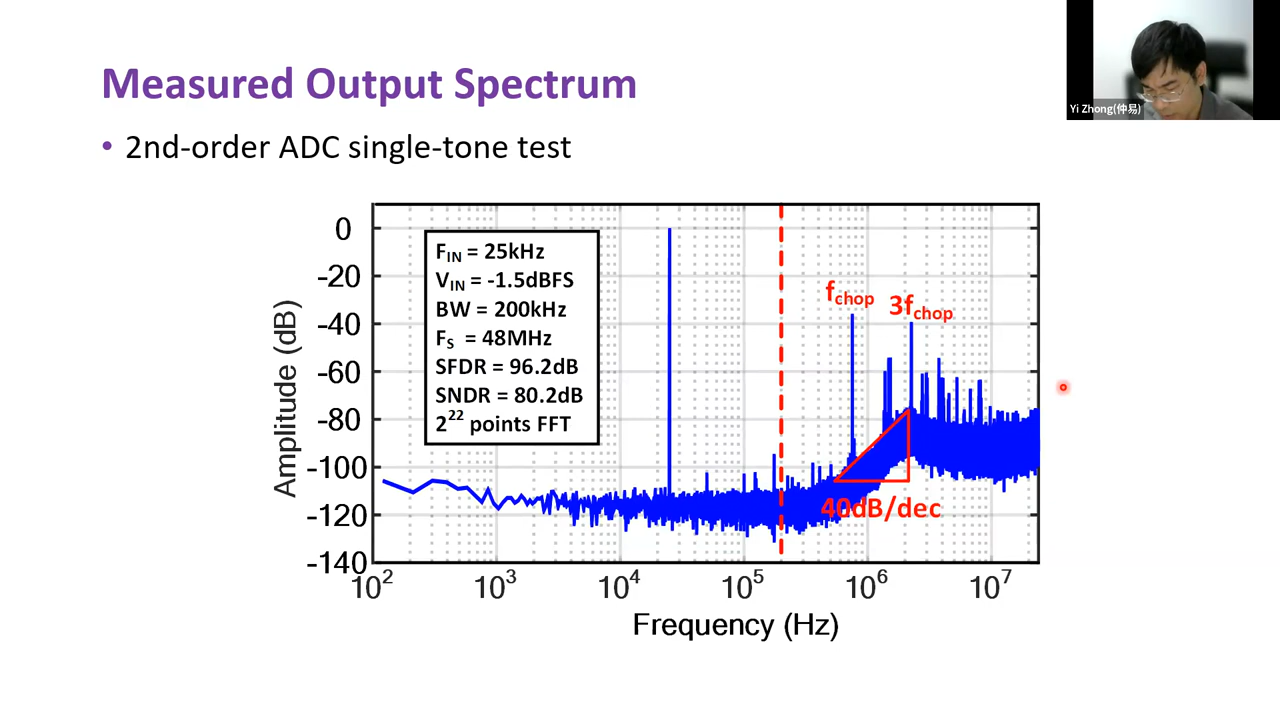 Measured Output Spectrum
Yi Zhong(仲易)
• 2nd-order ADC single-tone test
F_IN = 25kHz
V_IN = -1.5dBFS
BW = 200kHz
F_S = 48MHz
SFDR = 96.2dB
SNDR = 80.2dB
2^22 points FFT
f_chop
3f_chop
40dB/dec
Amplitude (dB)
0
-20
-40
-60
-80
-100
-120
-140
10^2 10^3 10^4 10^5 10^6 10^7
Frequency (Hz)